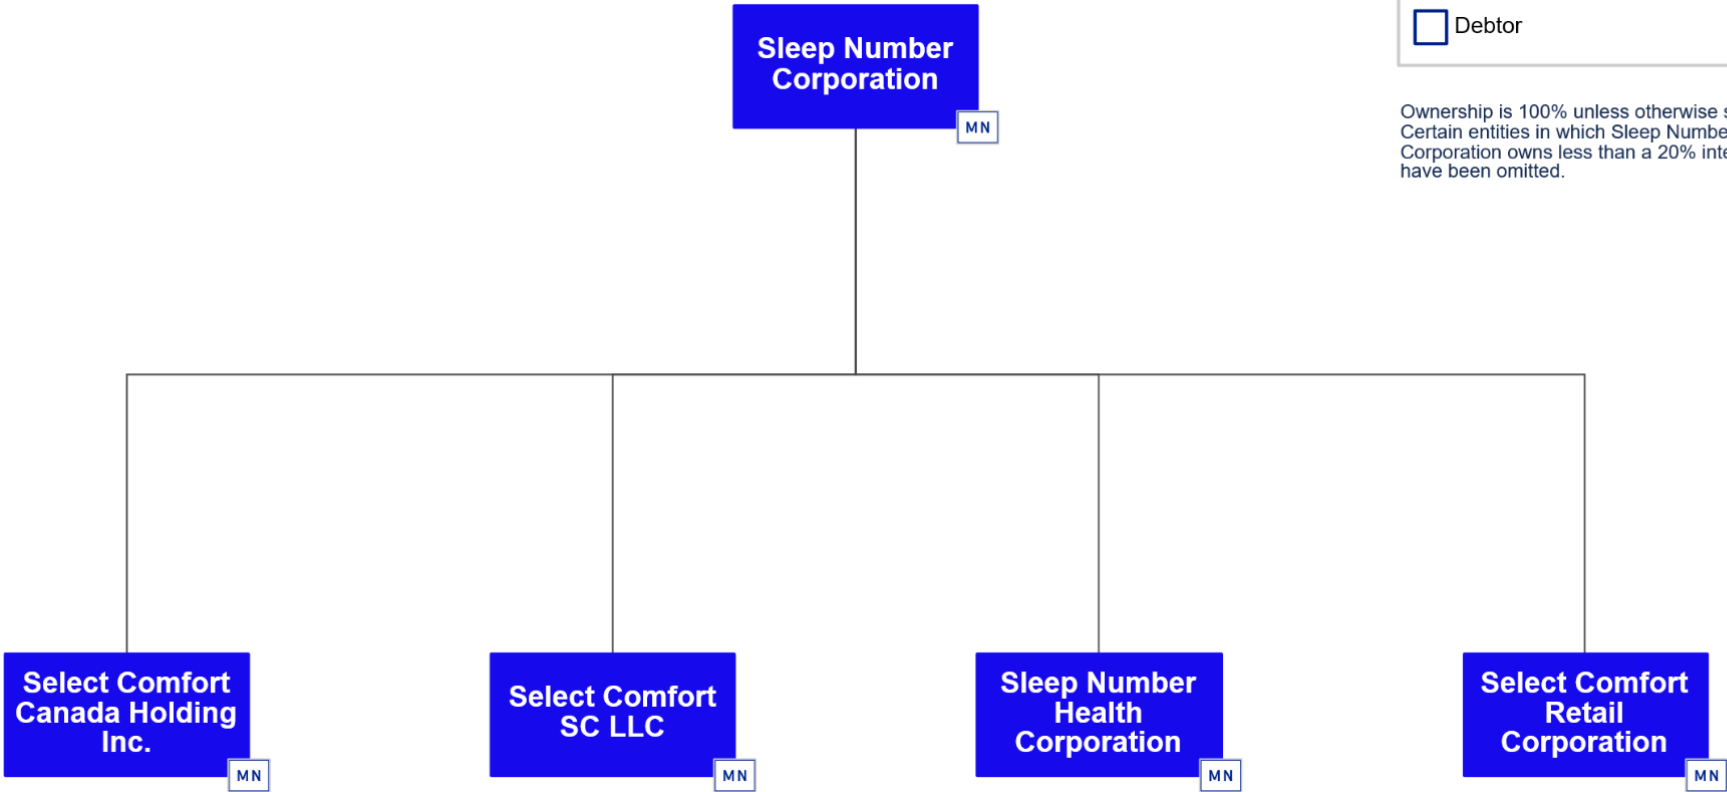 Sleep Number
Corporation
MN
Debtor
Ownership is 100% unless otherwise
Certain entities in which Sleep
Corporation owns less than a 20%
have been omitted.
Select Comfort
Canada Holding
Inc.
MN
Select Comfort
SC LLC
MN
Sleep Number
Health
Corporation
MN
Select Comfort
Retail
Corporation
MN